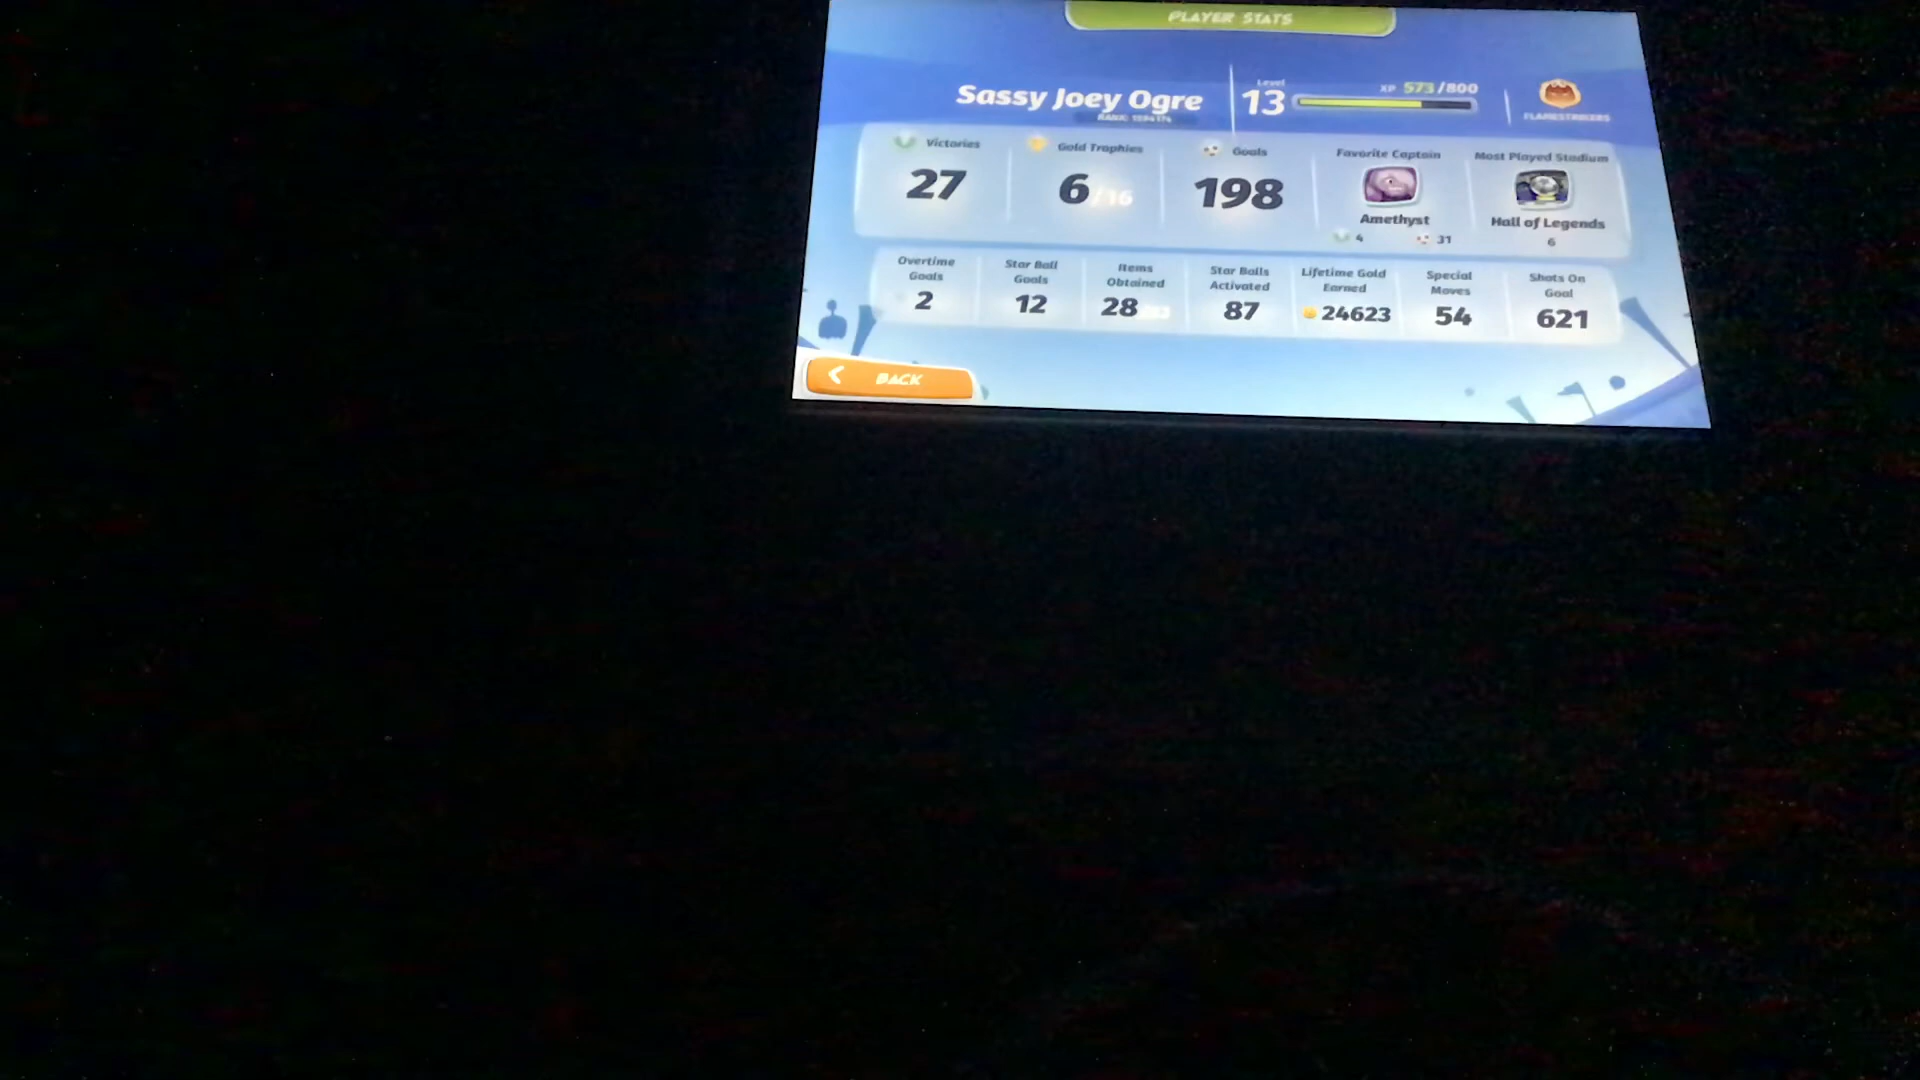 PLAYER STATS
Sassy Joey Ogre
Level
13
XP 573/800
FLAMESTRIKERS
Victories
27
Gold Trophies
6/16
Goals
198
Favorite Captain
Amethyst
4 31
Most Played Stadium
Hall of Legends
6
Overtime
Goals
2
Star Ball
Goals
12
Items
Obtained
28
Star Balls
Activated
87
Lifetime Gold
Earned
24623
Special
Moves
54
Shots On
Goal
621
BACK